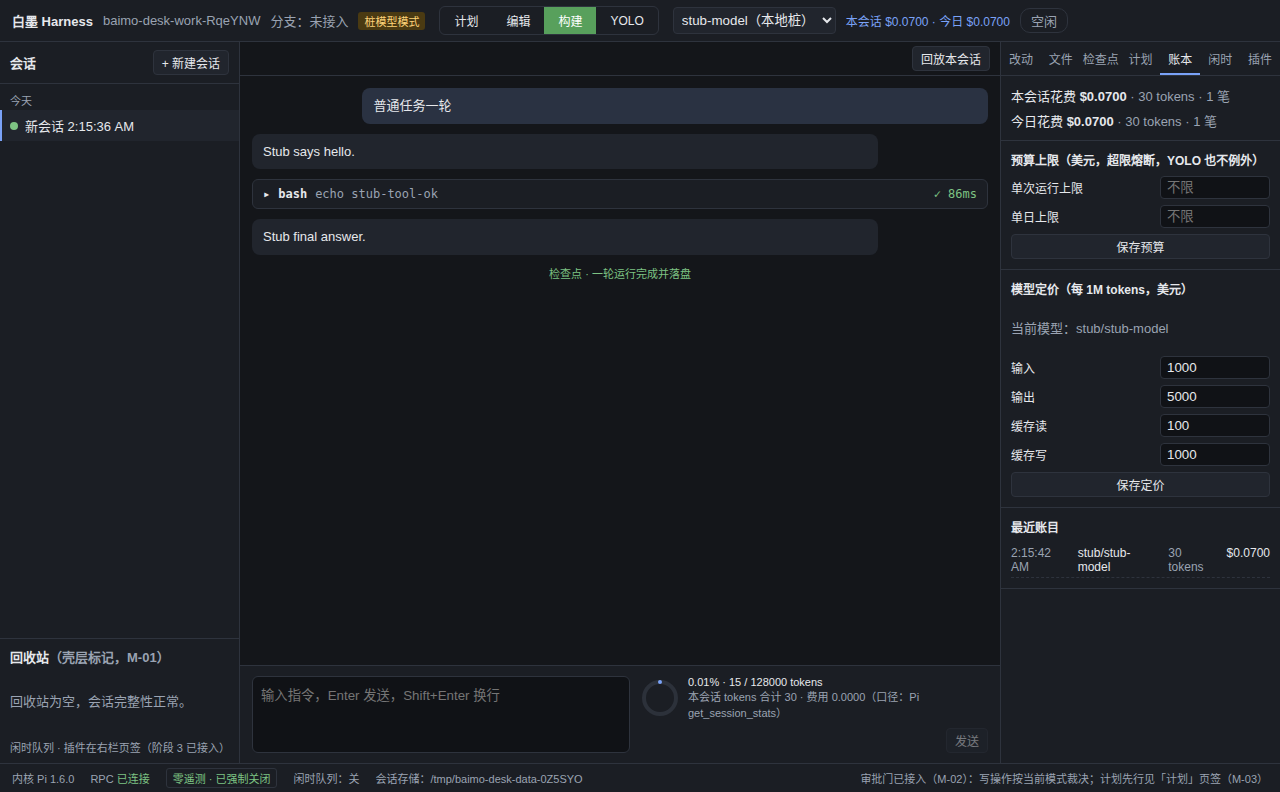 白墨 Harness baimo-desk-work-RqeYNW 分支：未接入 桩模型模式 计划 编辑 构建 YOLO stub-model（本地桩） 本会话 $0.0700 · 今日 $0.0700 空闲
会话 + 新建会话
今天
新会话 2:15:36 AM
回收站（壳层标记，M-01）
回收站为空，会话完整性正常。
闲时队列 · 插件在右栏页签（阶段 3 已接入）
回放本会话
普通任务一轮
Stub says hello.
▸ bash echo stub-tool-ok ✓ 86ms
Stub final answer.
检查点 · 一轮运行完成并落盘
输入指令，Enter 发送，Shift+Enter 换行
0.01% · 15 / 128000 tokens
本会话 tokens 合计 30 · 费用 0.0000（口径：Pi
get_session_stats）
发送
改动 文件 检查点 计划 账本 闲时 插件
本会话花费 $0.0700 · 30 tokens · 1 笔
今日花费 $0.0700 · 30 tokens · 1 笔
预算上限（美元，超限熔断，YOLO 也不例外）
单次运行上限 不限
单日上限 不限
保存预算
模型定价（每 1M tokens，美元）
当前模型：stub/stub-model
输入 1000
输出 5000
缓存读 100
缓存写 1000
保存定价
最近账目
2:15:42 stub/stub- 30 $0.0700
AM model tokens
内核 Pi 1.6.0 RPC 已连接 零遥测 · 已强制关闭 闲时队列：关 会话存储：/tmp/baimo-desk-data-0Z5SYO 审批门已接入（M-02）：写操作按当前模式裁决；计划先行见「计划」页签（M-03）